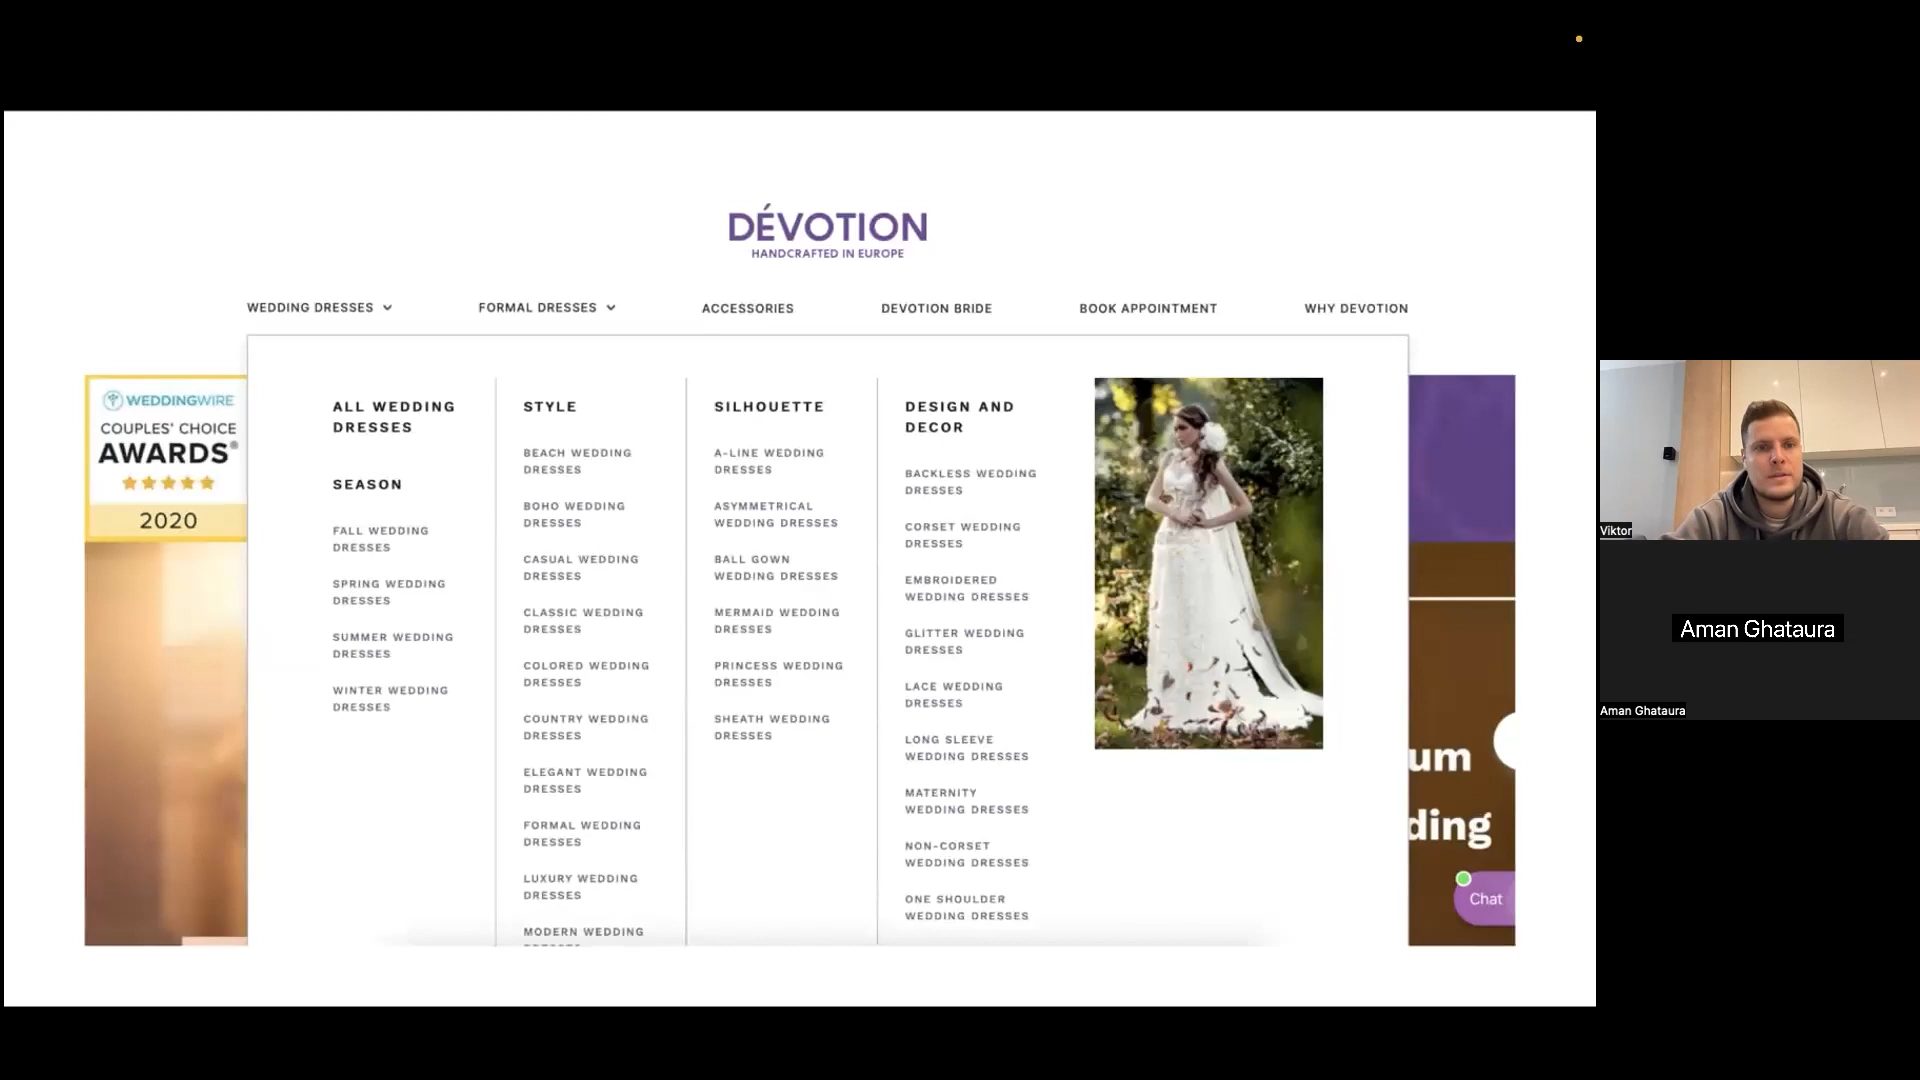 DÉVOTION
HANDCRAFTED IN EUROPE
WEDDING DRESSES
FORMAL DRESSES
ACCESSORIES
DEVOTION BRIDE
BOOK APPOINTMENT
WHY DEVOTION
WEDDINGWIRE
COUPLES' CHOICE
AWARDS®
2020
ALL WEDDING
DRESSES
SEASON
FALL WEDDING
DRESSES
SPRING WEDDING
DRESSES
SUMMER WEDDING
DRESSES
WINTER WEDDING
DRESSES
STYLE
BEACH WEDDING
DRESSES
BOHO WEDDING
DRESSES
CASUAL WEDDING
DRESSES
CLASSIC WEDDING
DRESSES
COLORED WEDDING
DRESSES
COUNTRY WEDDING
DRESSES
ELEGANT WEDDING
DRESSES
FORMAL WEDDING
DRESSES
LUXURY WEDDING
DRESSES
MODERN WEDDING
SILHOUETTE
A-LINE WEDDING
DRESSES
ASYMMETRICAL
WEDDING DRESSES
BALL GOWN
WEDDING DRESSES
MERMAID WEDDING
DRESSES
PRINCESS WEDDING
DRESSES
SHEATH WEDDING
DRESSES
DESIGN AND
DECOR
BACKLESS WEDDING
DRESSES
CORSET WEDDING
DRESSES
EMBROIDERED
WEDDING DRESSES
GLITTER WEDDING
DRESSES
LACE WEDDING
DRESSES
LONG SLEEVE
WEDDING DRESSES
MATERNITY
WEDDING DRESSES
NON-CORSET
WEDDING DRESSES
ONE SHOULDER
WEDDING DRESSES
um
ding
Chat
Viktor
Aman Ghataura
Aman Ghataura